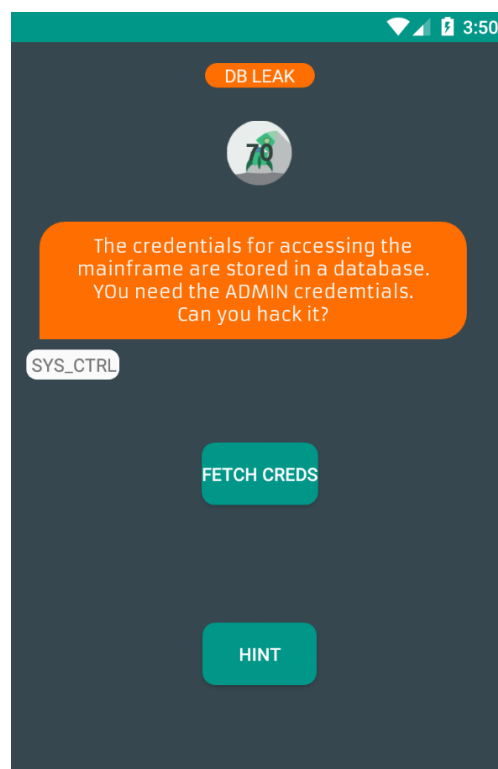 3:50
DB LEAK
70
The credentials for accessing the
mainframe are stored in a database.
YOu need the ADMIN credemtials.
Can you hack it?
SYS_CTRL
FETCH CREDS
HINT